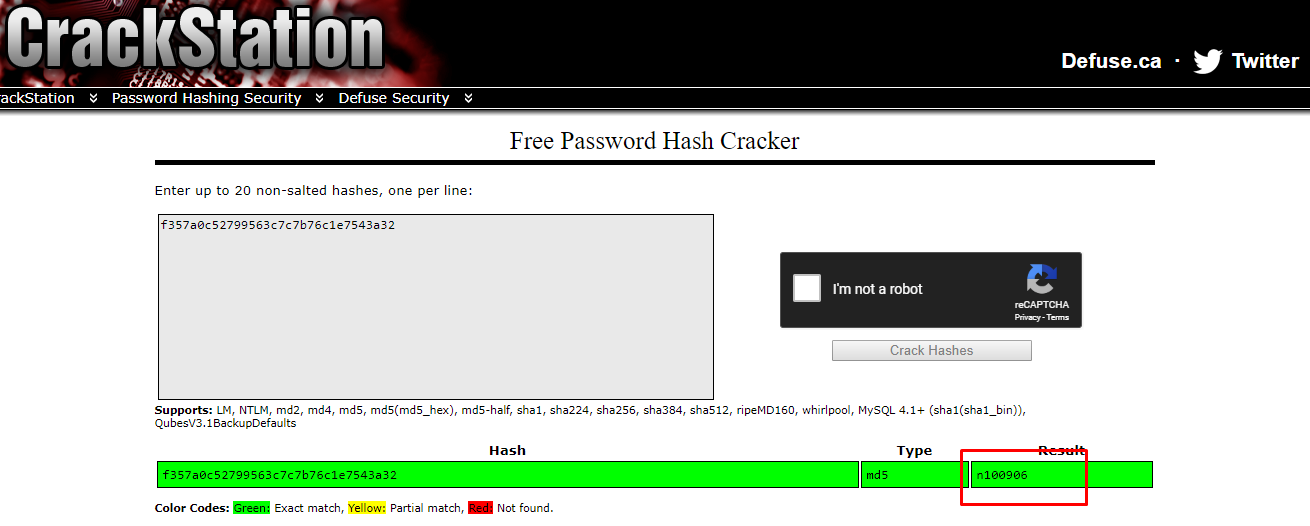 CrackStation
Defuse.ca · Twitter
rackStation Password Hashing Security Defuse Security
Free Password Hash Cracker
Enter up to 20 non-salted hashes, one per line:
f357a0c52799563c7c7b76c1e7543a32
I'm not a robot
reCAPTCHA
Privacy - Terms
Crack Hashes
Supports: LM, NTLM, md2, md4, md5, md5(md5_hex), md5-half, sha1, sha224, sha256, sha384, sha512, ripeMD160, whirlpool, MySQL 4.1+ (sha1(sha1_bin)),
QubesV3.1BackupDefaults
Hash Type Result
f357a0c52799563c7c7b76c1e7543a32 md5 n100906
Color Codes: Green: Exact match, Yellow: Partial match, Red: Not found.